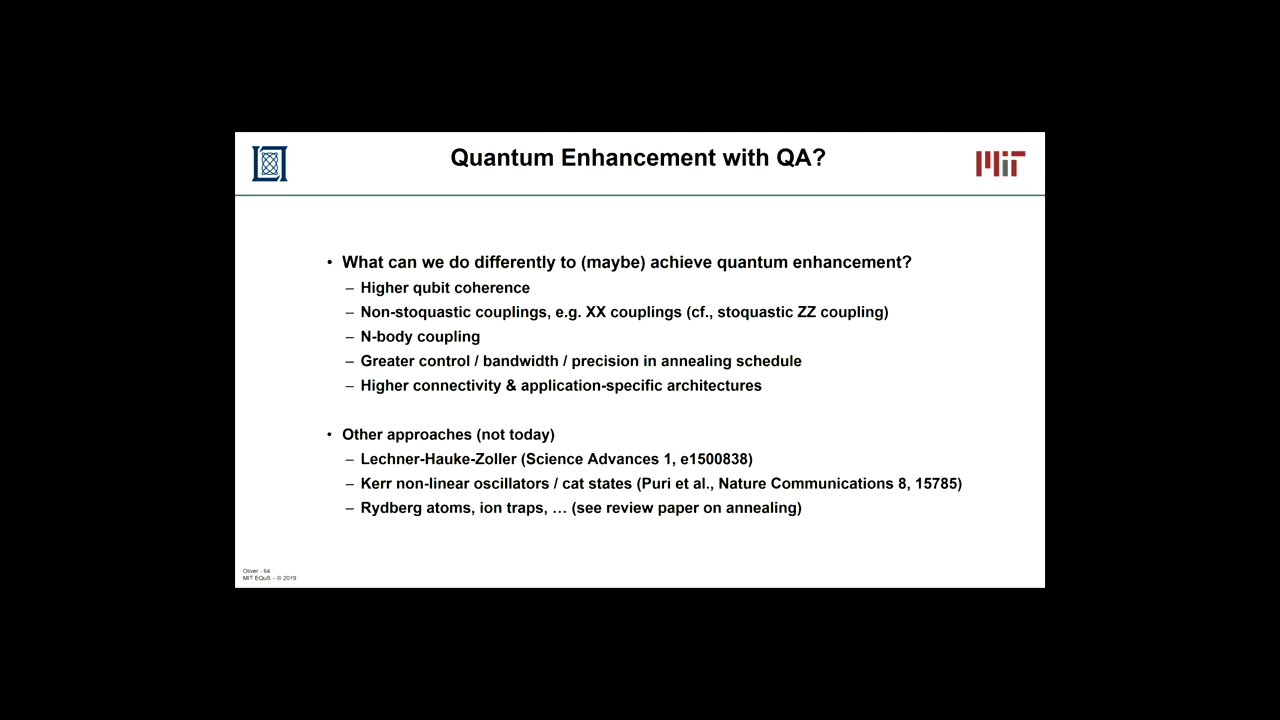 Quantum Enhancement with QA?
MIT
• What can we do differently to (maybe) achieve quantum enhancement?
– Higher qubit coherence
– Non-stoquastic couplings, e.g. XX couplings (cf., stoquastic ZZ coupling)
– N-body coupling
– Greater control / bandwidth / precision in annealing schedule
– Higher connectivity & application-specific architectures
• Other approaches (not today)
– Lechner-Hauke-Zoller (Science Advances 1, e1500838)
– Kerr non-linear oscillators / cat states (Puri et al., Nature Communications 8, 15785)
– Rydberg atoms, ion traps, … (see review paper on annealing)
Oliver - 64
MIT EQuS – © 2019